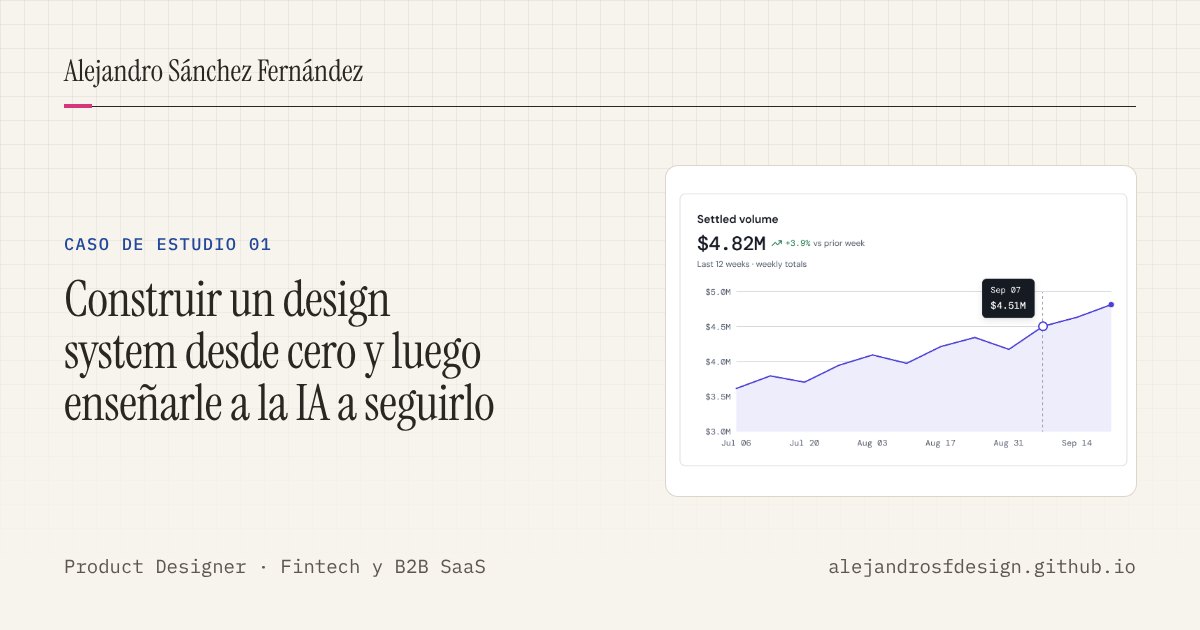 Alejandro Sánchez Fernández
CASO DE ESTUDIO 01
Construir un design
system desde cero y luego
enseñarle a la IA a seguirlo
Settled volume
$4.82M +3.9% vs prior week
Last 12 weeks · weekly totals
$5.0M
$4.5M
$4.0M
$3.5M
$3.0M
Sep 07
$4.51M
Jul 06 Jul 20 Aug 03 Aug 17 Aug 31 Sep 14
Product Designer · Fintech y B2B SaaS
alejandrosfdesign.github.io